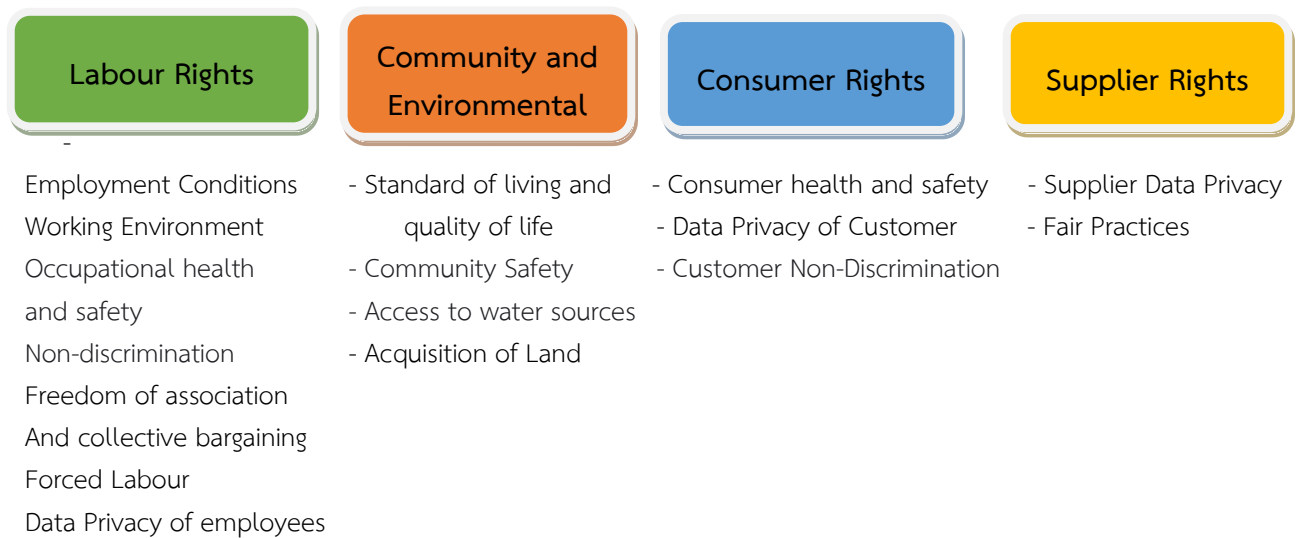 Labour Rights
-
Employment Conditions
Working Environment
Occupational health
and safety
Non-discrimination
Freedom of association
And collective bargaining
Forced Labour
Data Privacy of employees
Community and
Environmental
- Standard of living and
quality of life
- Community Safety
- Access to water sources
- Acquisition of Land
Consumer Rights
- Consumer health and safety
- Data Privacy of Customer
- Customer Non-Discrimination
Supplier Rights
- Supplier Data Privacy
- Fair Practices